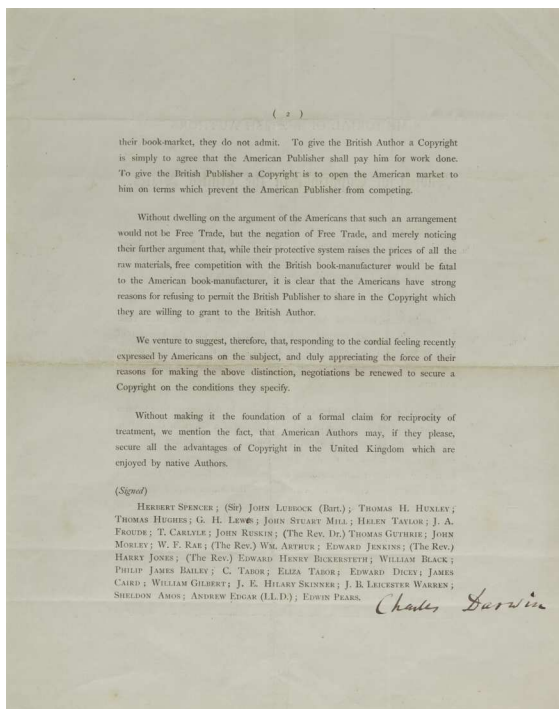 ( 2 )
their book-market, they do not admit. To give the British Author a Copyright
is simply to agree that the American Publisher shall pay him for work done.
To give the British Publisher a Copyright is to open the American market to
him on terms which prevent the American Publisher from competing.
Without dwelling on the argument of the Americans that such an arrangement
would not be Free Trade, but the negation of Free Trade, and merely noticing
their further argument that, while their protective system raises the prices of all the
raw materials, free competition with the British book-manufacturer would be fatal
to the American book-manufacturer, it is clear that the Americans have strong
reasons for refusing to permit the British Publisher to share in the Copyright which
they are willing to grant to the British Author.
We venture to suggest, therefore, that, responding to the cordial feeling recently
expressed by Americans on the subject, and duly appreciating the force of their
reasons for making the above distinction, negotiations be renewed to secure a
Copyright on the conditions they specify.
Without making it the foundation of a formal claim for reciprocity of
treatment, we mention the fact, that American Authors may, if they please,
secure all the advantages of Copyright in the United Kingdom which are
enjoyed by native Authors.
(Signed)
HERBERT SPENCER; (Sir) JOHN LUBBOCK (Bart.); THOMAS H. HUXLEY;
THOMAS HUGHES; G. H. LEWES; JOHN STUART MILL; HELEN TAYLOR; J. A.
FROUDE; T. CARLYLE; JOHN RUSKIN; (The Rev. Dr.) THOMAS GUTHRIE; JOHN
MORLEY; W. F. RAE; (The Rev.) WM. ARTHUR; EDWARD JENKINS; (The Rev.)
HARRY JONES; (The Rev.) EDWARD HENRY BICKERSTETH; WILLIAM BLACK;
PHILIP JAMES BAILEY; C. TABOR; ELIZA TABOR; EDWARD DICEY; JAMES
CAIRD; WILLIAM GILBERT; J. E. HILARY SKINNER; J. B. LEICESTER WARREN;
SHELDON AMOS; ANDREW EDGAR (LL.D.); EDWIN PEARS.
Charles Darwin